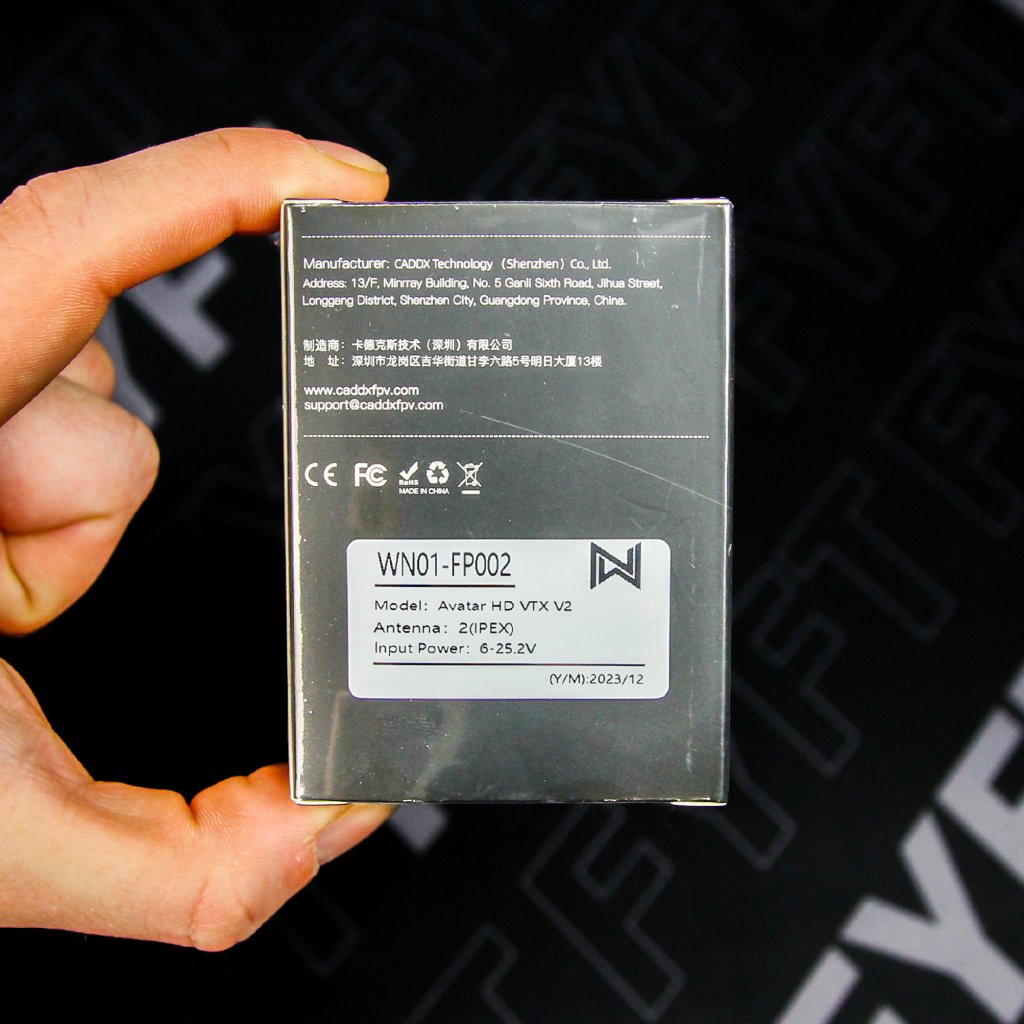 Manufacturer: CADDX Technology (Shenzhen) Co., Ltd.
Address: 13/F, Minrray Building, No. 5 Ganli Sixth Road, Jihua Street,
Longgang District, Shenzhen City, Guangdong Province, China.
制造商：卡德克斯技术（深圳）有限公司
地 址：深圳市龙岗区吉华街道甘李六路5号明日大厦13楼
www.caddxfpv.com
support@caddxfpv.com
CE FC RoHS
MADE IN CHINA
WN01-FP002
Model: Avatar HD VTX V2
Antenna: 2(IPEX)
Input Power: 6-25.2V
(Y/M):2023/12